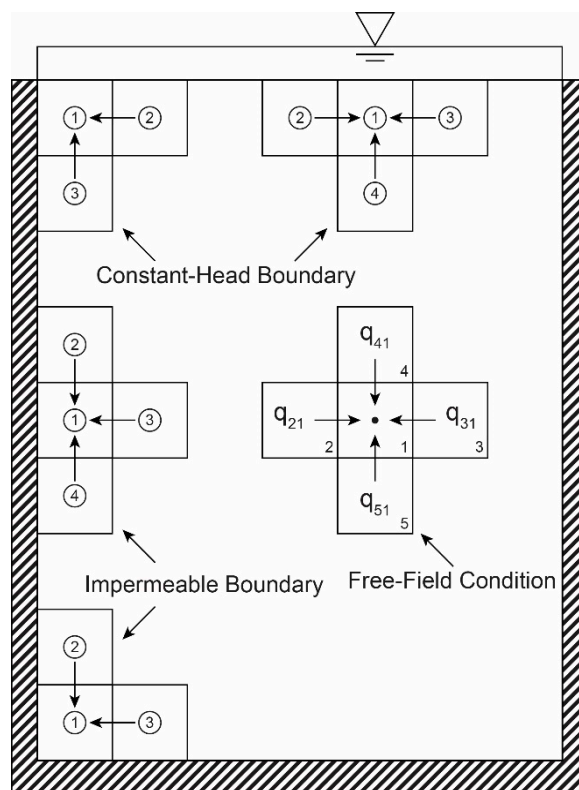 ① ② ② ① ③
③ ④
Constant-Head Boundary
② q41
4
① ③ q21 q31
2 1 3
④ q51
5
Impermeable Boundary Free-Field Condition
②
① ③